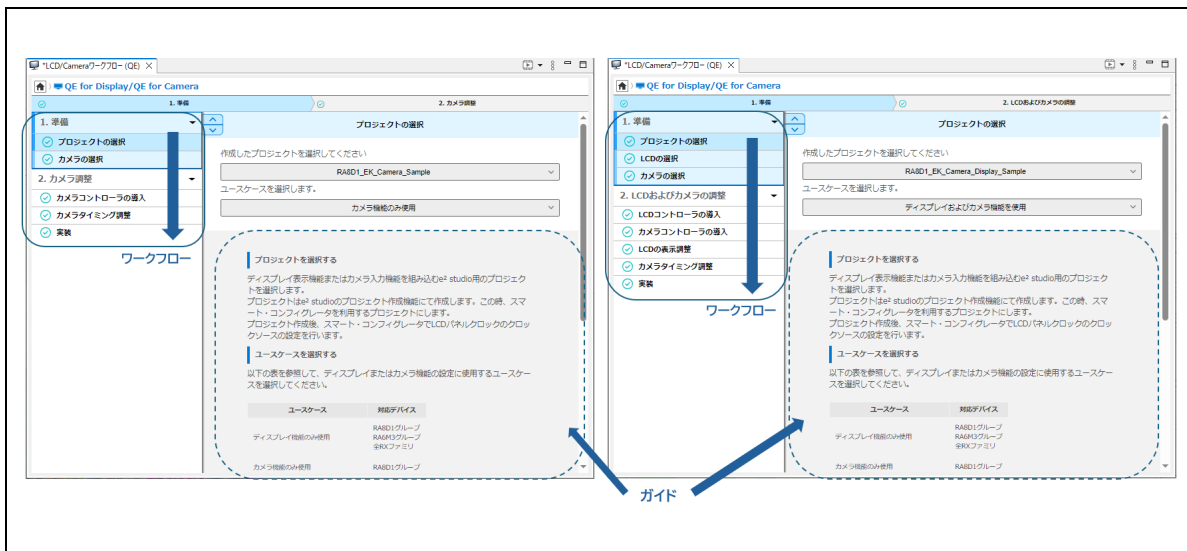 *LCD/Cameraワークフロー (QE)
QE for Display/QE for Camera
1. 準備
2. カメラ調整
1. 準備
プロジェクトの選択
カメラの選択
2. カメラ調整
カメラコントローラの導入
カメラタイミング調整
実装
ワークフロー
プロジェクトの選択
作成したプロジェクトを選択してください
RA8D1_EK_Camera_Sample
ユースケースを選択します。
カメラ機能のみ使用
プロジェクトを選択する
ディスプレイ表示機能またはカメラ入力機能を組み込むe² studio用のプロジェク
トを選択します。
プロジェクトはe² studioのプロジェクト作成機能にて作成します。この時、スマ
ート・コンフィグレータを利用するプロジェクトにします。
プロジェクト作成後、スマート・コンフィグレータでLCDパネルクロックのクロッ
クソースの設定を行います。
ユースケースを選択する
以下の表を参照して、ディスプレイまたはカメラ機能の設定に使用するユースケー
スを選択してください。
ユースケース 対応デバイス
ディスプレイ機能のみ使用
RA8D1グループ
RA6M3グループ
全RXファミリ
カメラ機能のみ使用 RA8D1グループ
*LCD/Cameraワークフロー (QE)
QE for Display/QE for Camera
1. 準備
2. LCDおよびカメラの調整
1. 準備
プロジェクトの選択
LCDの選択
カメラの選択
2. LCDおよびカメラの調整
LCDコントローラの導入
カメラコントローラの導入
LCDの表示調整
カメラタイミング調整
実装
ワークフロー
プロジェクトの選択
作成したプロジェクトを選択してください
RA8D1_EK_Camera_Display_Sample
ユースケースを選択します。
ディスプレイおよびカメラ機能を使用
プロジェクトを選択する
ディスプレイ表示機能またはカメラ入力機能を組み込むe² studio用のプロジェク
トを選択します。
プロジェクトはe² studioのプロジェクト作成機能にて作成します。この時、スマ
ート・コンフィグレータを利用するプロジェクトにします。
プロジェクト作成後、スマート・コンフィグレータでLCDパネルクロックのクロッ
クソースの設定を行います。
ユースケースを選択する
以下の表を参照して、ディスプレイまたはカメラ機能の設定に使用するユースケー
スを選択してください。
ユースケース 対応デバイス
ディスプレイ機能のみ使用
RA8D1グループ
RA6M3グループ
全RXファミリ
カメラ機能のみ使用 RA8D1グループ
ガイド